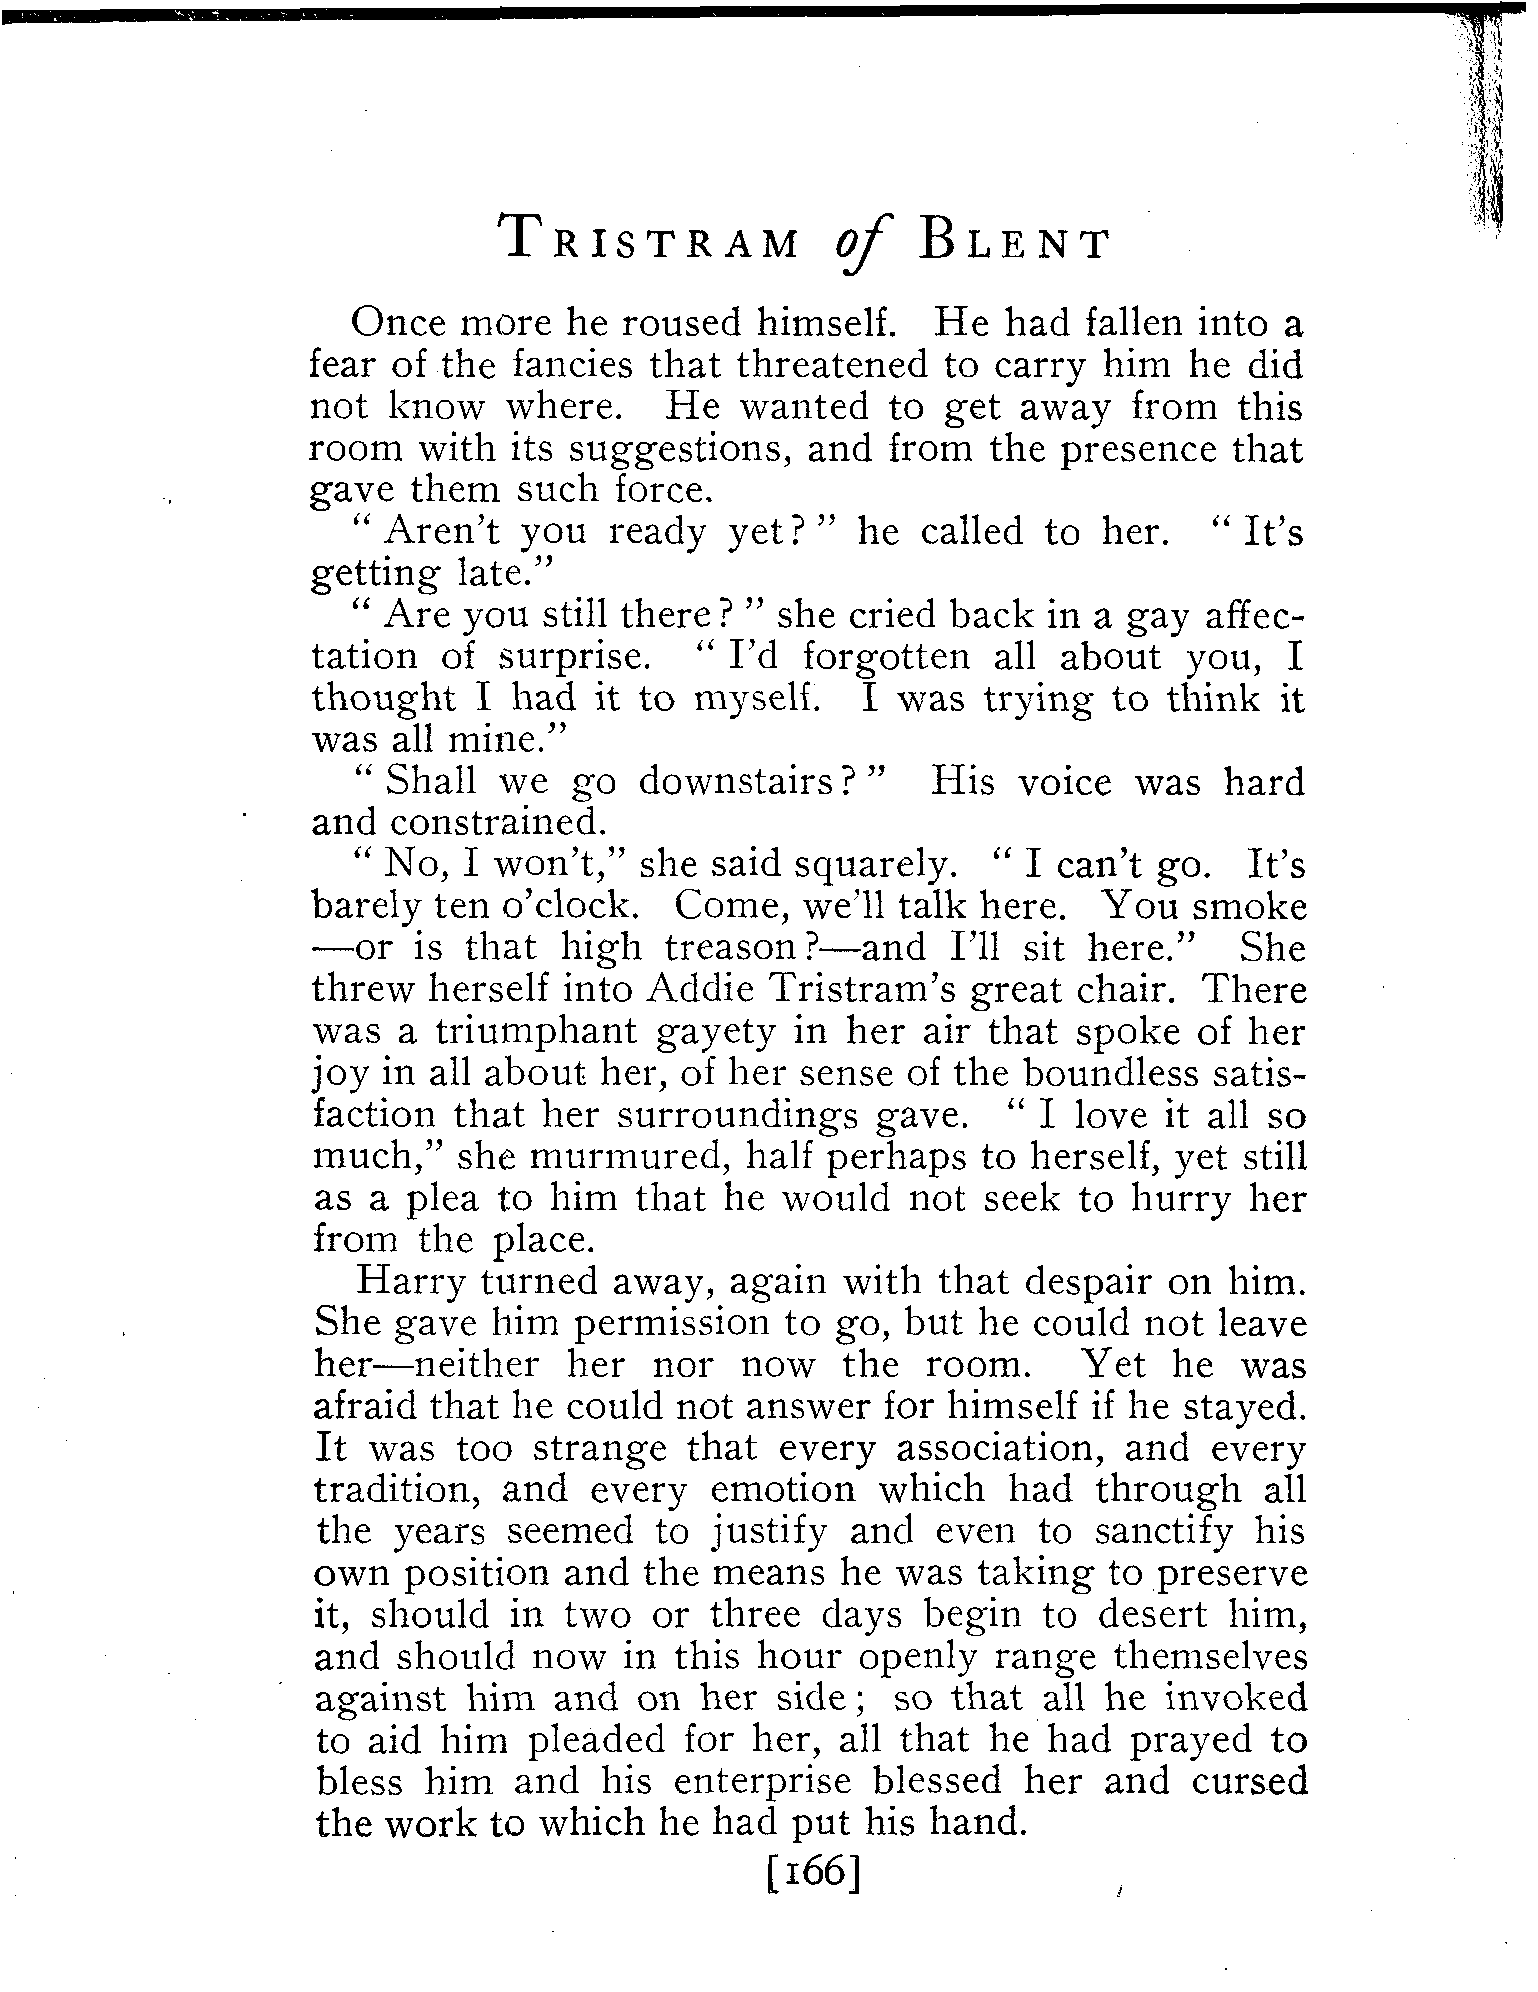 TRISTRAM of BLENT
Once more he roused himself. He had fallen into a
fear of the fancies that threatened to carry him he did
not know where. He wanted to get away from this
room with its suggestions, and from the presence that
gave them such force.
" Aren't you ready yet? " he called to her. " It's
getting late."
" Are you still there? " she cried back in a gay affec-
tation of surprise. " I'd forgotten all about you, I
thought I had it to myself. I was trying to think it
was all mine."
" Shall we go downstairs? " His voice was hard
and constrained.
" No, I won't," she said squarely. " I can't go. It's
barely ten o'clock. Come, we'll talk here. You smoke
—or is that high treason?—and I'll sit here." She
threw herself into Addie Tristram's great chair. There
was a triumphant gayety in her air that spoke of her
joy in all about her, of her sense of the boundless satis-
faction that her surroundings gave. " I love it all so
much," she murmured, half perhaps to herself, yet still
as a plea to him that he would not seek to hurry her
from the place.
Harry turned away, again with that despair on him.
She gave him permission to go, but he could not leave
her—neither her nor now the room. Yet he was
afraid that he could not answer for himself if he stayed.
It was too strange that every association, and every
tradition, and every emotion which had through all
the years seemed to justify and even to sanctify his
own position and the means he was taking to preserve
it, should in two or three days begin to desert him,
and should now in this hour openly range themselves
against him and on her side; so that all he invoked
to aid him pleaded for her, all that he had prayed to
bless him and his enterprise blessed her and cursed
the work to which he had put his hand.
[166]